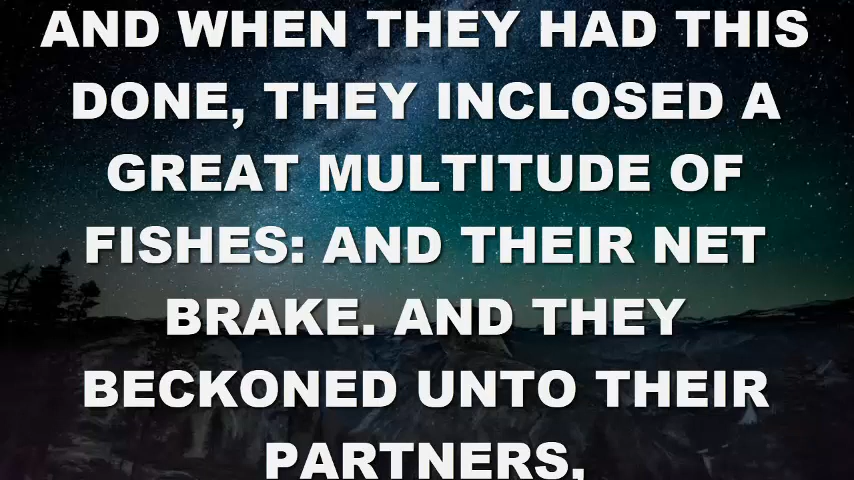 AND WHEN THEY HAD THIS
DONE, THEY INCLOSED A
GREAT MULTITUDE OF
FISHES: AND THEIR NET
BRAKE. AND THEY
BECKONED UNTO THEIR
PARTNERS,